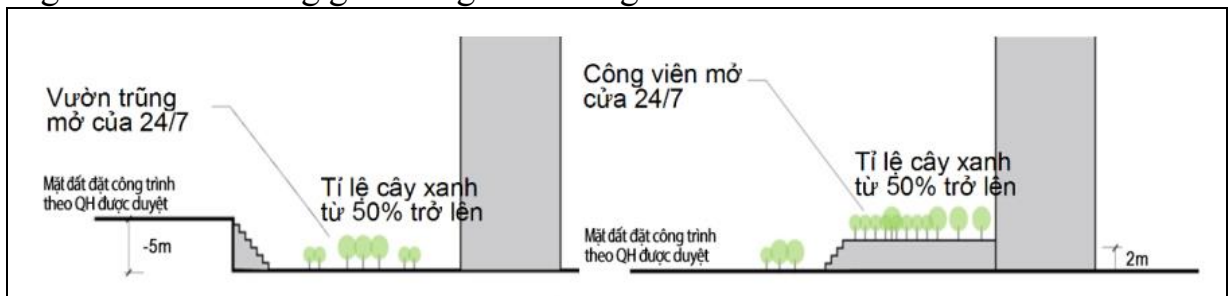 Vườn trũng
mở của 24/7
Mặt đất đặt công trình
theo QH được duyệt
Tỉ lệ cây xanh
từ 50% trở lên
-5m
Công viên mở
cửa 24/7
Tỉ lệ cây xanh
từ 50% trở lên
Mặt đất đặt công trình
theo QH được duyệt
2m